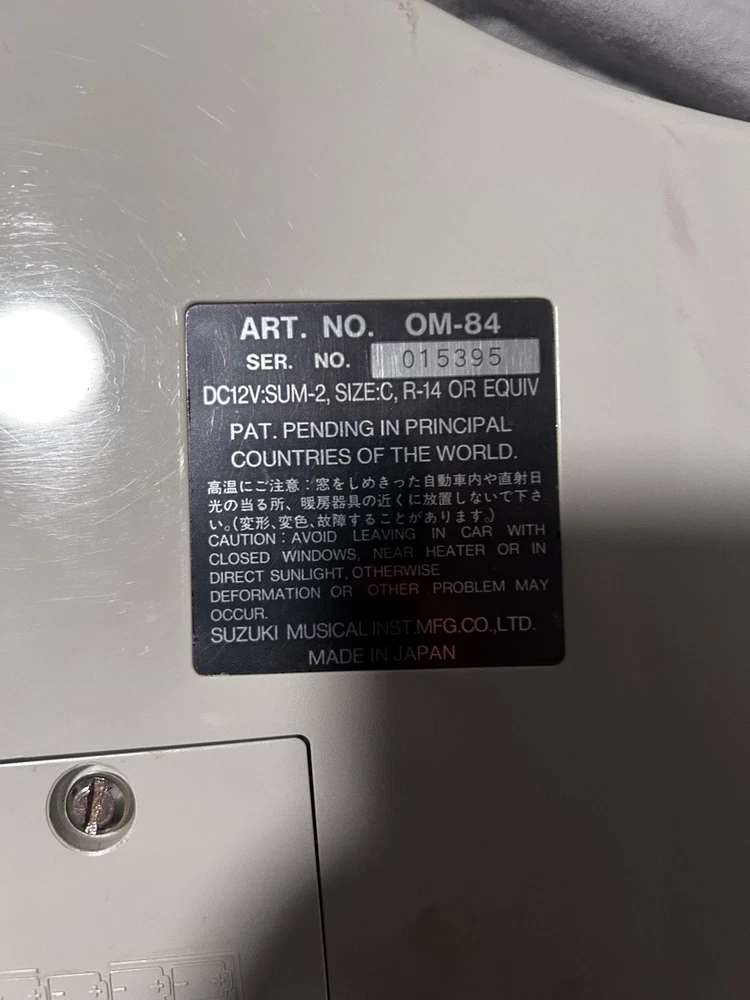 ART. NO. OM-84
SER. NO. 015395
DC12V:SUM-2, SIZE:C, R-14 OR EQUIV
PAT. PENDING IN PRINCIPAL
COUNTRIES OF THE WORLD.
高温にご注意：窓をしめきった自動車内や直射日
光の当る所、暖房器具の近くに放置しないで下さ
い。(変形、変色、故障することがあります。)
CAUTION : AVOID LEAVING IN CAR WITH
CLOSED WINDOWS, NEAR HEATER OR IN
DIRECT SUNLIGHT, OTHERWISE
DEFORMATION OR OTHER PROBLEM MAY
OCCUR.
SUZUKI MUSICAL INST.MFG.CO.,LTD.
MADE IN JAPAN